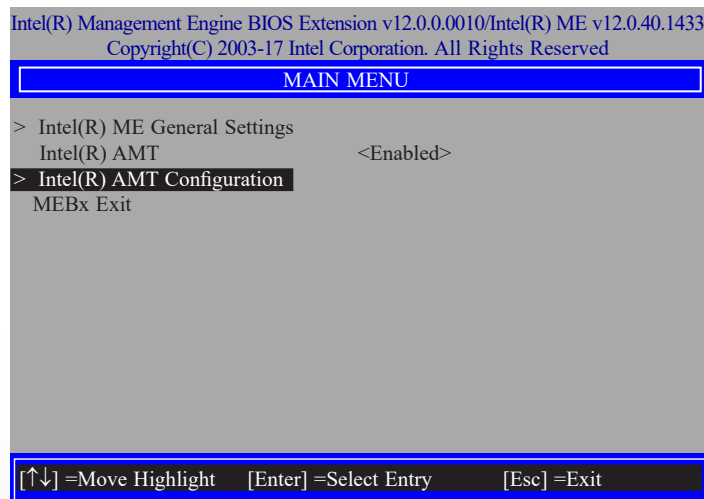 Intel(R) Management Engine BIOS Extension v12.0.0.0010/Intel(R) ME v12.0.40.1433
Copyright(C) 2003-17 Intel Corporation. All Rights Reserved
MAIN MENU
> Intel(R) ME General Settings
Intel(R) AMT <Enabled>
> Intel(R) AMT Configuration
MEBx Exit
[↑↓] =Move Highlight [Enter] =Select Entry [Esc] =Exit